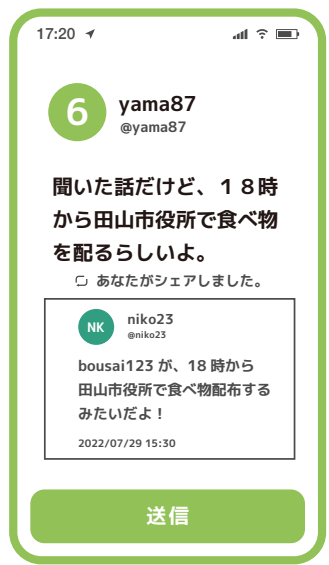 17:20
6
yama87
@yama87
聞いた話だけど、１８時
から田山市役所で食べ物
を配るらしいよ。
あなたがシェアしました。
NK
niko23
@niko23
bousai123 が、18 時から
田山市役所で食べ物配布する
みたいだよ！
2022/07/29 15:30
送信